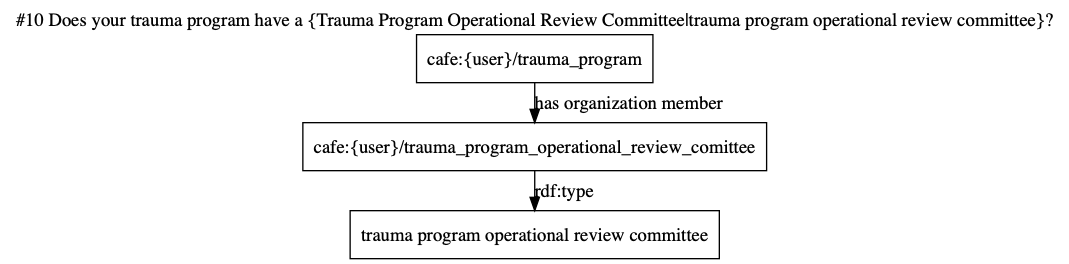 #10 Does your trauma program have a {Trauma Program Operational Review Committee|trauma program operational review committee}?
cafe:{user}/trauma_program
has organization member
cafe:{user}/trauma_program_operational_review_comittee
rdf:type
trauma program operational review committee